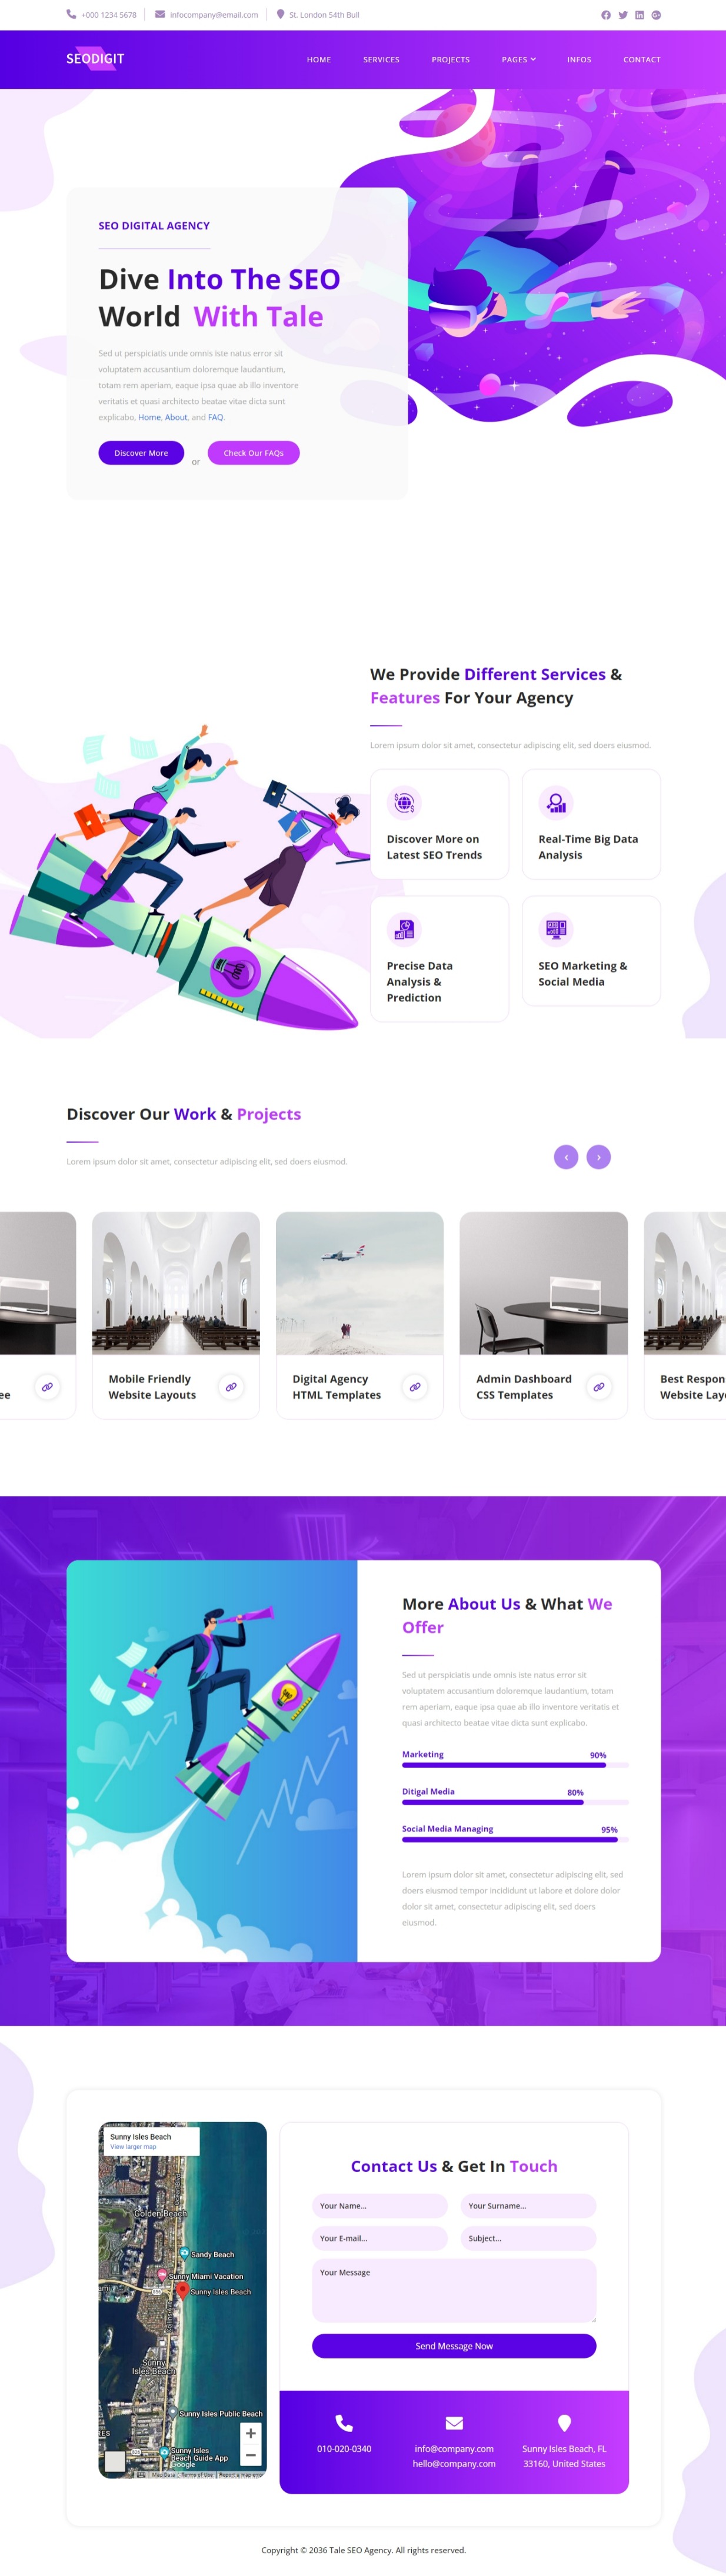 +000 1234 5678
infocompany@email.com
St. London 54th Bull
SEODIGIT
HOME
SERVICES
PROJECTS
PAGES
INFOS
CONTACT
SEO DIGITAL AGENCY
Dive Into The SEO
World With Tale
Sed ut perspiciatis unde omnis iste natus error sit
voluptatem accusantium doloremque laudantium,
totam rem aperiam, eaque ipsa quae ab illo inventore
veritatis et quasi architecto beatae vitae dicta sunt
explicabo, Home, About, and FAQ.
Discover More
or
Check Our FAQs
We Provide Different Services &
Features For Your Agency
Lorem ipsum dolor sit amet, consectetur adipiscing elit, sed doers eiusmod.
Discover More on
Latest SEO Trends
Real-Time Big Data
Analysis
Precise Data
Analysis &
Prediction
SEO Marketing &
Social Media
Discover Our Work & Projects
Lorem ipsum dolor sit amet, consectetur adipiscing elit, sed doers eiusmod.
ee
Mobile Friendly
Website Layouts
Digital Agency
HTML Templates
Admin Dashboard
CSS Templates
Best Respon
Website Lay
More About Us & What We
Offer
Sed ut perspiciatis unde omnis iste natus error sit
voluptatem accusantium doloremque laudantium, totam
rem aperiam, eaque ipsa quae ab illo inventore veritatis et
quasi architecto beatae vitae dicta sunt explicabo.
Marketing 90%
Ditigal Media 80%
Social Media Managing 95%
Lorem ipsum dolor sit amet, consectetur adipiscing elit, sed
doers eiusmod tempor incididunt ut labore et dolore dolor
dolor sit amet, consectetur adipiscing elit, sed doers
eiusmod.
Sunny Isles Beach
View larger map
Golden Beach
Sandy Beach
Sunny Miami Vacation
Sunny Isles Beach
Sunny
Isles Beach
Sunny Isles Public Beach
RES
Sunny Isles
Beach Guide App
Google
Map Data
Terms of Use
Report a map error
Contact Us & Get In Touch
Your Name...
Your Surname...
Your E-mail...
Subject...
Your Message
Send Message Now
010-020-0340
info@company.com
hello@company.com
Sunny Isles Beach, FL
33160, United States
Copyright © 2036 Tale SEO Agency. All rights reserved.